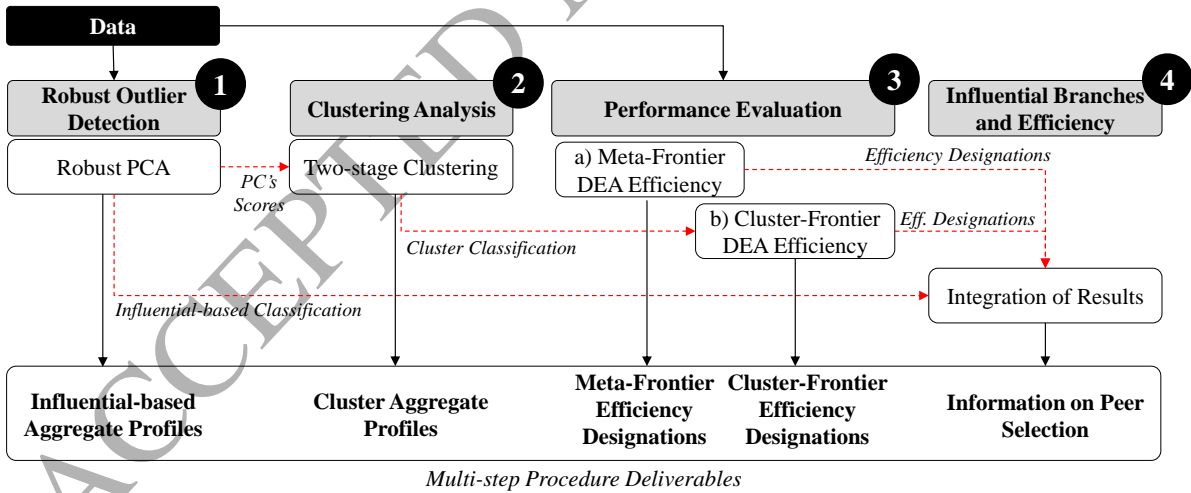 Data
1
2
3
4
Robust Outlier
Detection
Clustering Analysis
Performance Evaluation
Influential Branches
and Efficiency
Robust PCA
PC's
Scores
Two-stage Clustering
a) Meta-Frontier
DEA Efficiency
Efficiency Designations
b) Cluster-Frontier
DEA Efficiency
Eff. Designations
Cluster Classification
Influential-based Classification
Integration of Results
Influential-based
Aggregate Profiles
Cluster Aggregate
Profiles
Meta-Frontier
Efficiency
Designations
Cluster-Frontier
Efficiency
Designations
Information on Peer
Selection
Multi-step Procedure Deliverables
ACCEPTED